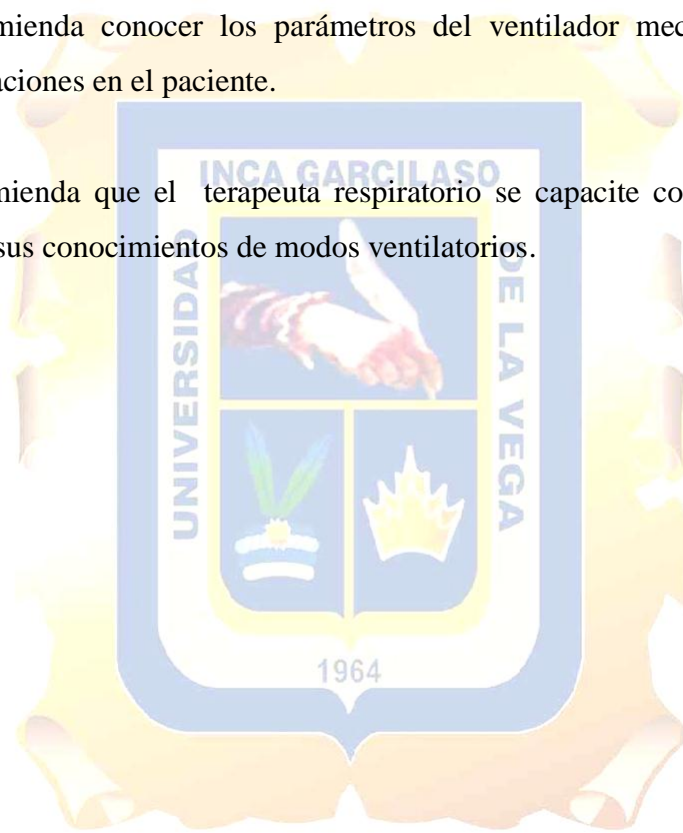 mienda conocer los parámetros del ventilador mec
aciones en el paciente.
mienda que el terapeuta respiratorio se capacite co
sus conocimientos de modos ventilatorios.
INCA GARCILASO
UNIVERSIDAD
DE LA VEGA
1964